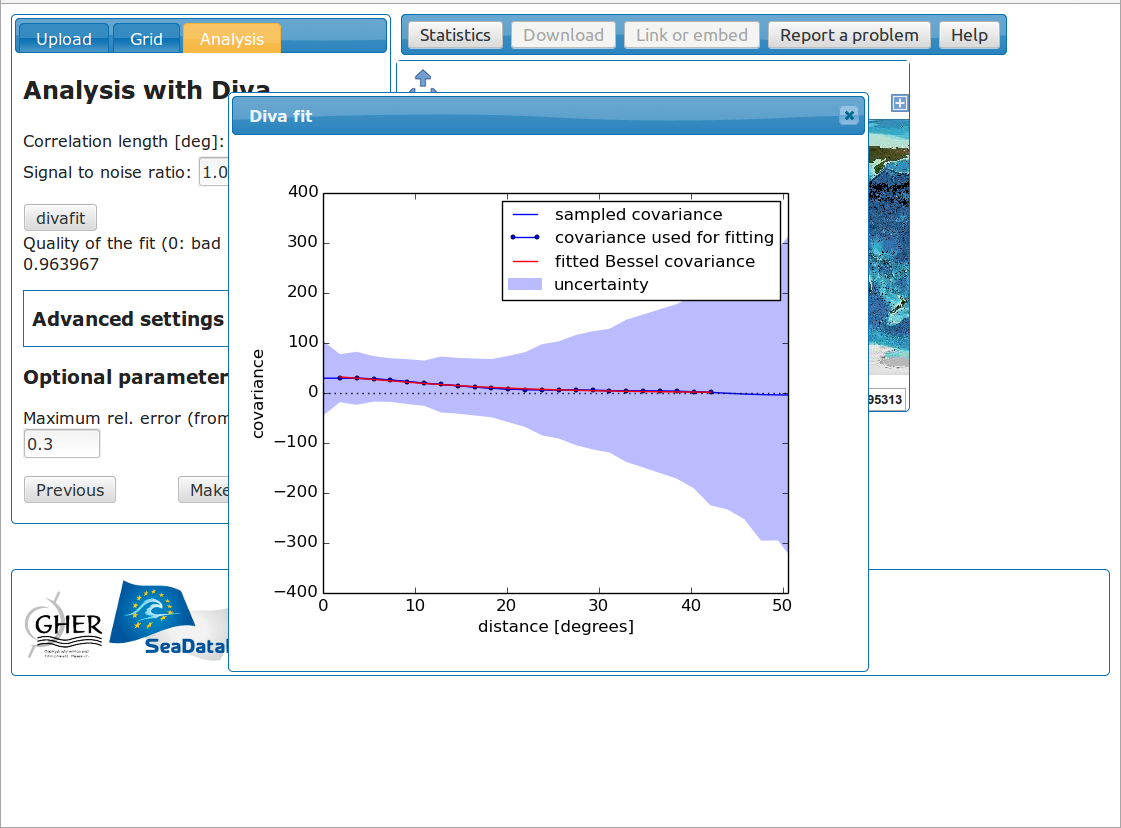 Upload Grid Analysis
Statistics Download Link or embed Report a problem Help
Analysis with Diva
Diva fit
Correlation length [deg]:
Signal to noise ratio: 1.0
divafit
Quality of the fit (0: bad
0.963967
Advanced settings
Optional parameter
Maximum rel. error (from
0.3
Previous Make
400
300
200
100
0
−100
−200
−300
−400
covariance
sampled covariance
covariance used for fitting
fitted Bessel covariance
uncertainty
0 10 20 30 40 50
distance [degrees]
95313
GHER
SeaData